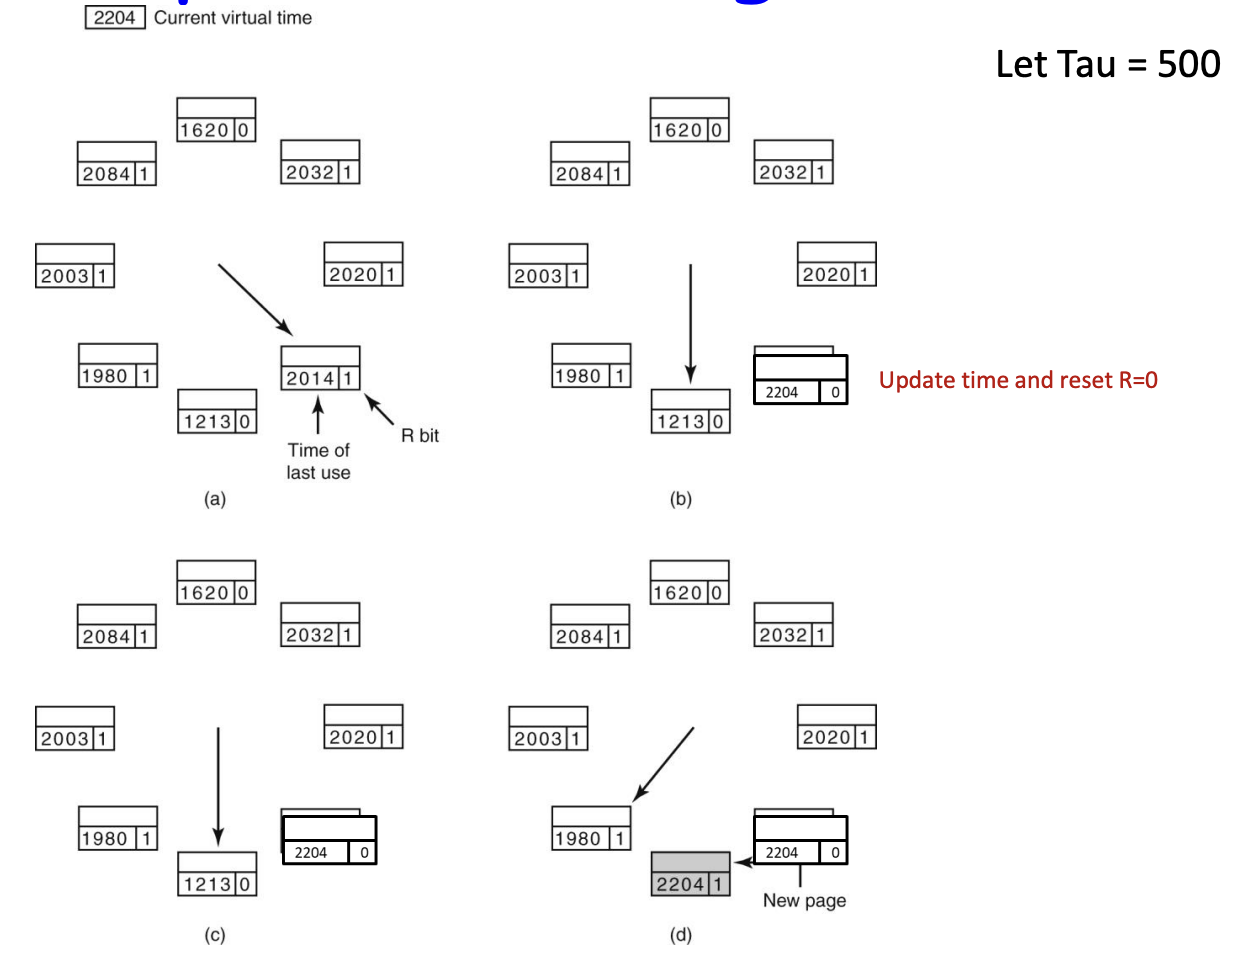 2204 Current virtual time
Let Tau = 500
1620 0
2084 1
2032 1
2003 1
2020 1
1980 1
2014 1
1213 0
Time of
last use
R bit
(a)
1620 0
2084 1
2032 1
2003 1
2020 1
1980 1
2204 0
Update time and reset R=0
1213 0
(b)
1620 0
2084 1
2032 1
2003 1
2020 1
1980 1
2204 0
1213 0
(c)
1620 0
2084 1
2032 1
2003 1
2020 1
1980 1
2204 0
2204 1
New page
(d)